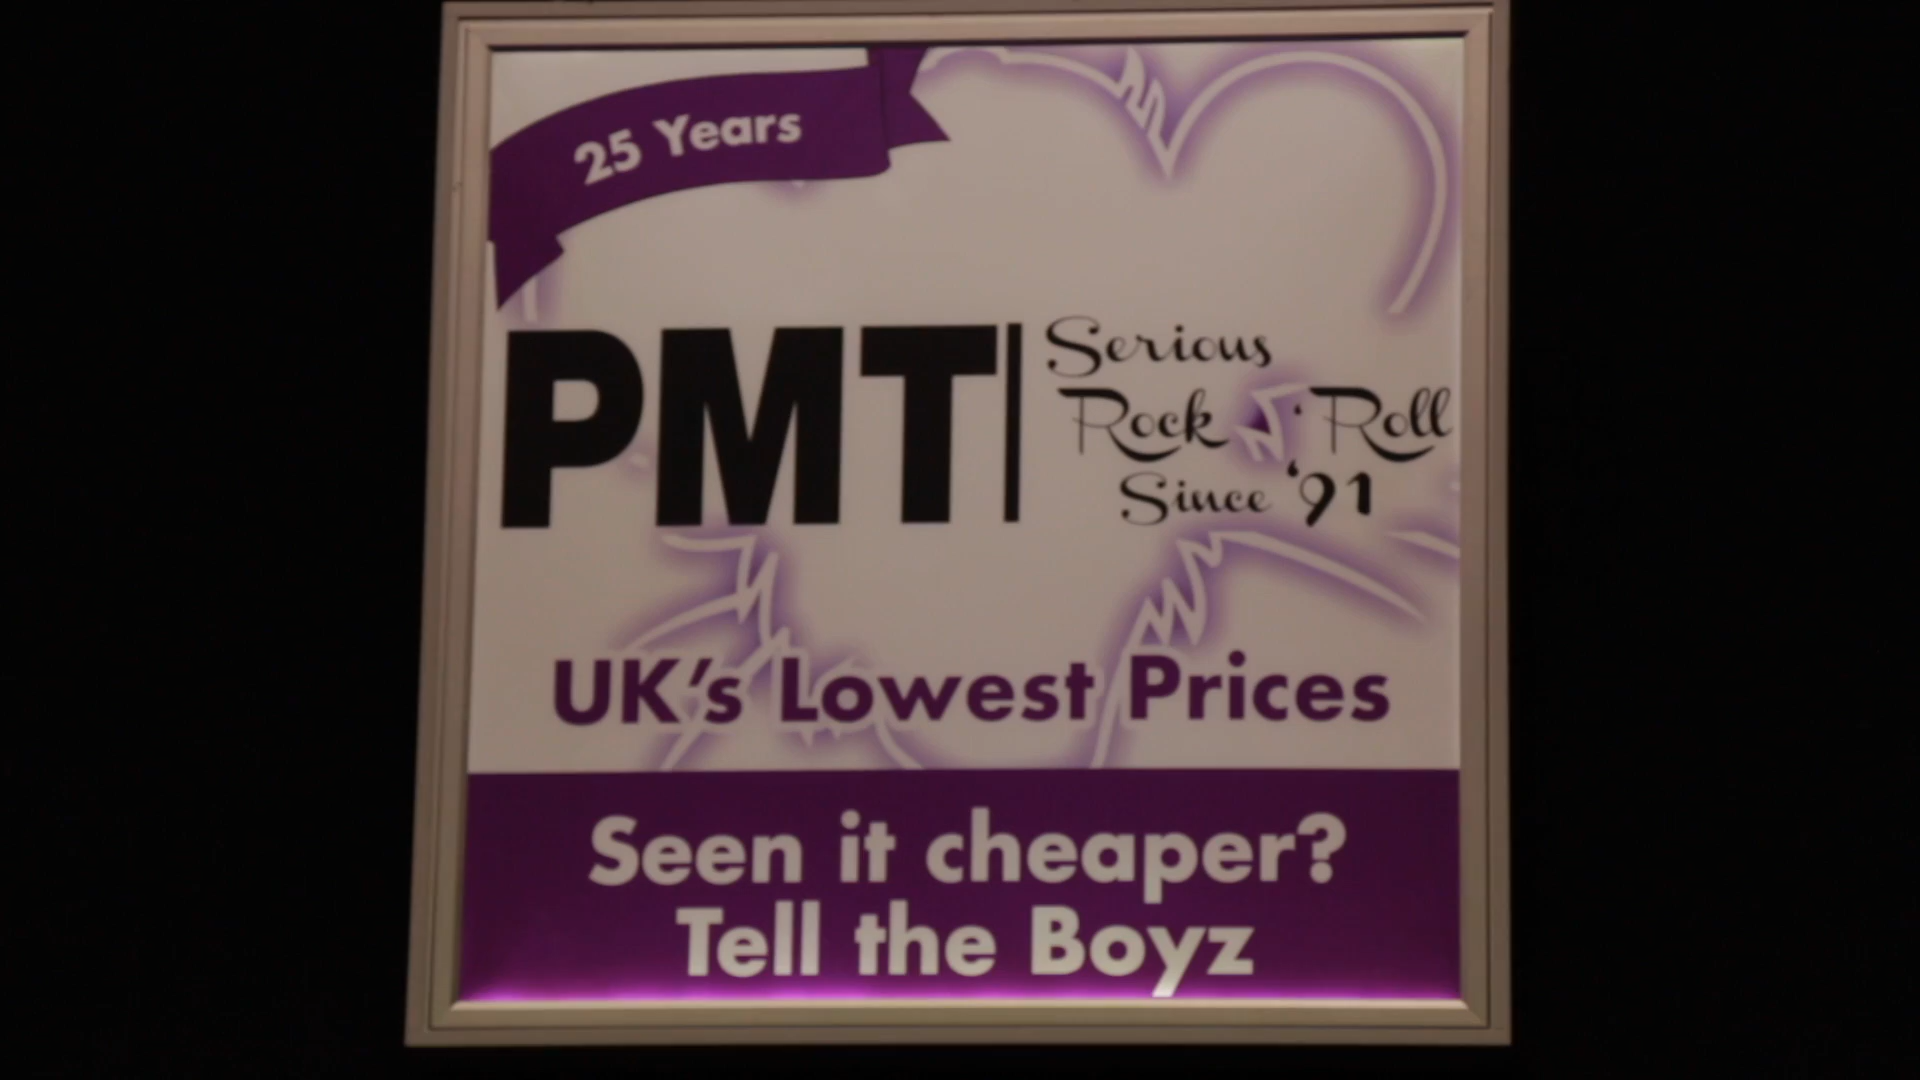 25 Years
PMT
Serious
Rock ‘Roll
Since ‘91
UK’s Lowest Prices
Seen it cheaper?
Tell the Boyz